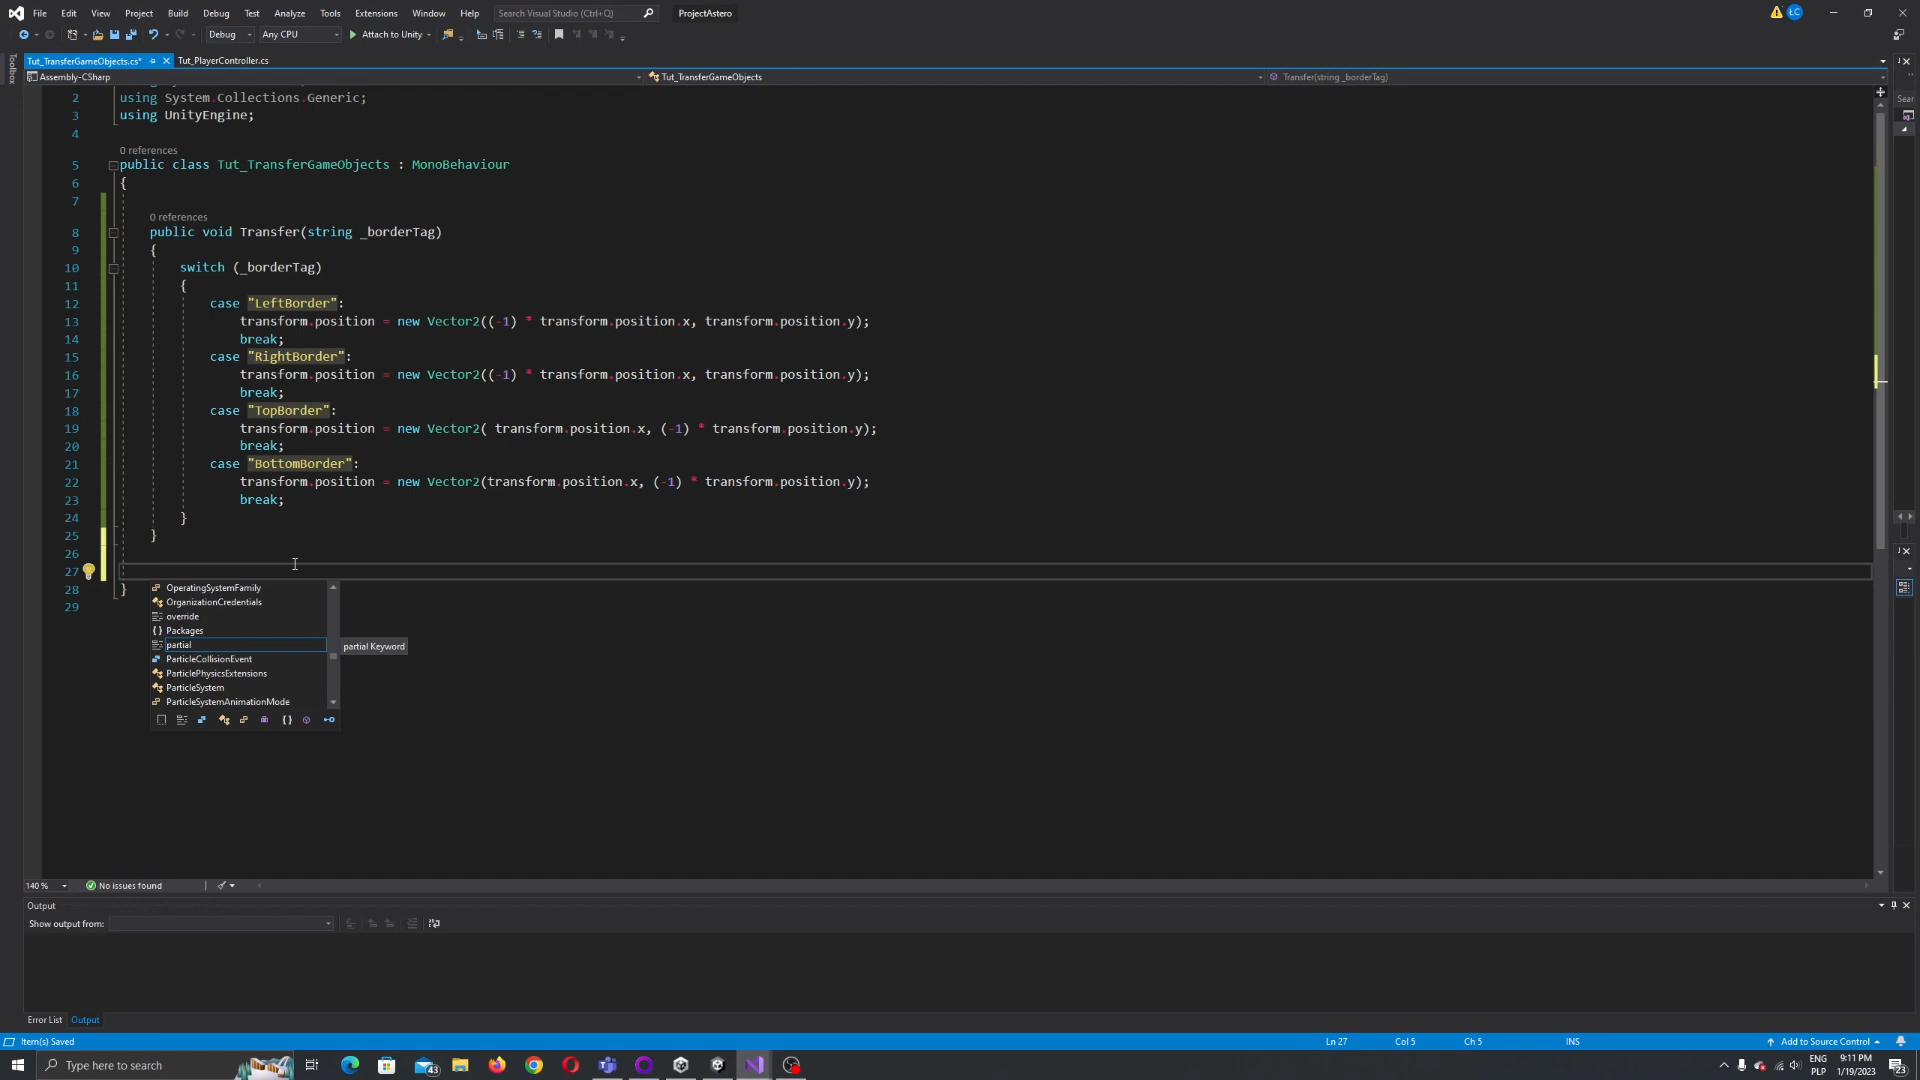 File Edit View Project Build Debug Test Analyze Tools Extensions Window Help Search Visual Studio (Ctrl+Q) ProjectAstero ŁC
Debug Any CPU Attach to Unity
Toolbox
Tut_TransferGameObjects.cs* Tut_PlayerController.cs
Assembly-CSharp Tut_TransferGameObjects Transfer(string _borderTag)
Sear
2 using System.Collections.Generic;
3 using UnityEngine;
4
0 references
5 public class Tut_TransferGameObjects : MonoBehaviour
6 {
7
0 references
8 public void Transfer(string _borderTag)
9 {
10 switch (_borderTag)
11 {
12 case "LeftBorder":
13 transform.position = new Vector2((-1) * transform.position.x, transform.position.y);
14 break;
15 case "RightBorder":
16 transform.position = new Vector2((-1) * transform.position.x, transform.position.y);
17 break;
18 case "TopBorder":
19 transform.position = new Vector2( transform.position.x, (-1) * transform.position.y);
20 break;
21 case "BottomBorder":
22 transform.position = new Vector2(transform.position.x, (-1) * transform.position.y);
23 break;
24 }
25 }
26
27
28 }
29
OperatingSystemFamily
OrganizationCredentials
override
Packages
partial partial Keyword
ParticleCollisionEvent
ParticlePhysicsExtensions
ParticleSystem
ParticleSystemAnimationMode
140 % No issues found
Output
Show output from:
Error List Output
Item(s) Saved Ln 27 Col 5 Ch 5 INS Add to Source Control
Type here to search 43 ENG 9:11 PM
PLP 1/19/2023 23